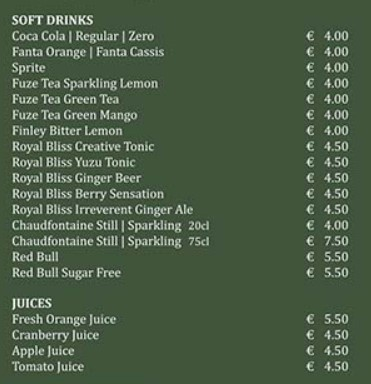 SOFT DRINKS
Coca Cola | Regular | Zero € 4.00
Fanta Orange | Fanta Cassis € 4.00
Sprite € 4.00
Fuze Tea Sparkling Lemon € 4.00
Fuze Tea Green Tea € 4.00
Fuze Tea Green Mango € 4.00
Finley Bitter Lemon € 4.00
Royal Bliss Creative Tonic € 4.50
Royal Bliss Yuzu Tonic € 4.50
Royal Bliss Ginger Beer € 4.50
Royal Bliss Berry Sensation € 4.50
Royal Bliss Irreverent Ginger Ale € 4.50
Chaudfontaine Still | Sparkling 20cl € 4.00
Chaudfontaine Still | Sparkling 75cl € 7.50
Red Bull € 5.50
Red Bull Sugar Free € 5.50
JUICES
Fresh Orange Juice € 5.50
Cranberry Juice € 4.50
Apple Juice € 4.50
Tomato Juice € 4.50